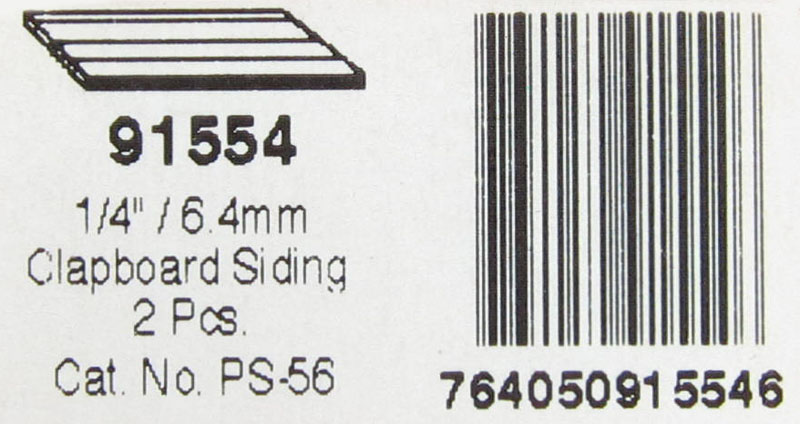 91554
1/4" / 6.4mm
Clapboard Siding
2 Pcs.
Cat. No. PS-56
764050915546